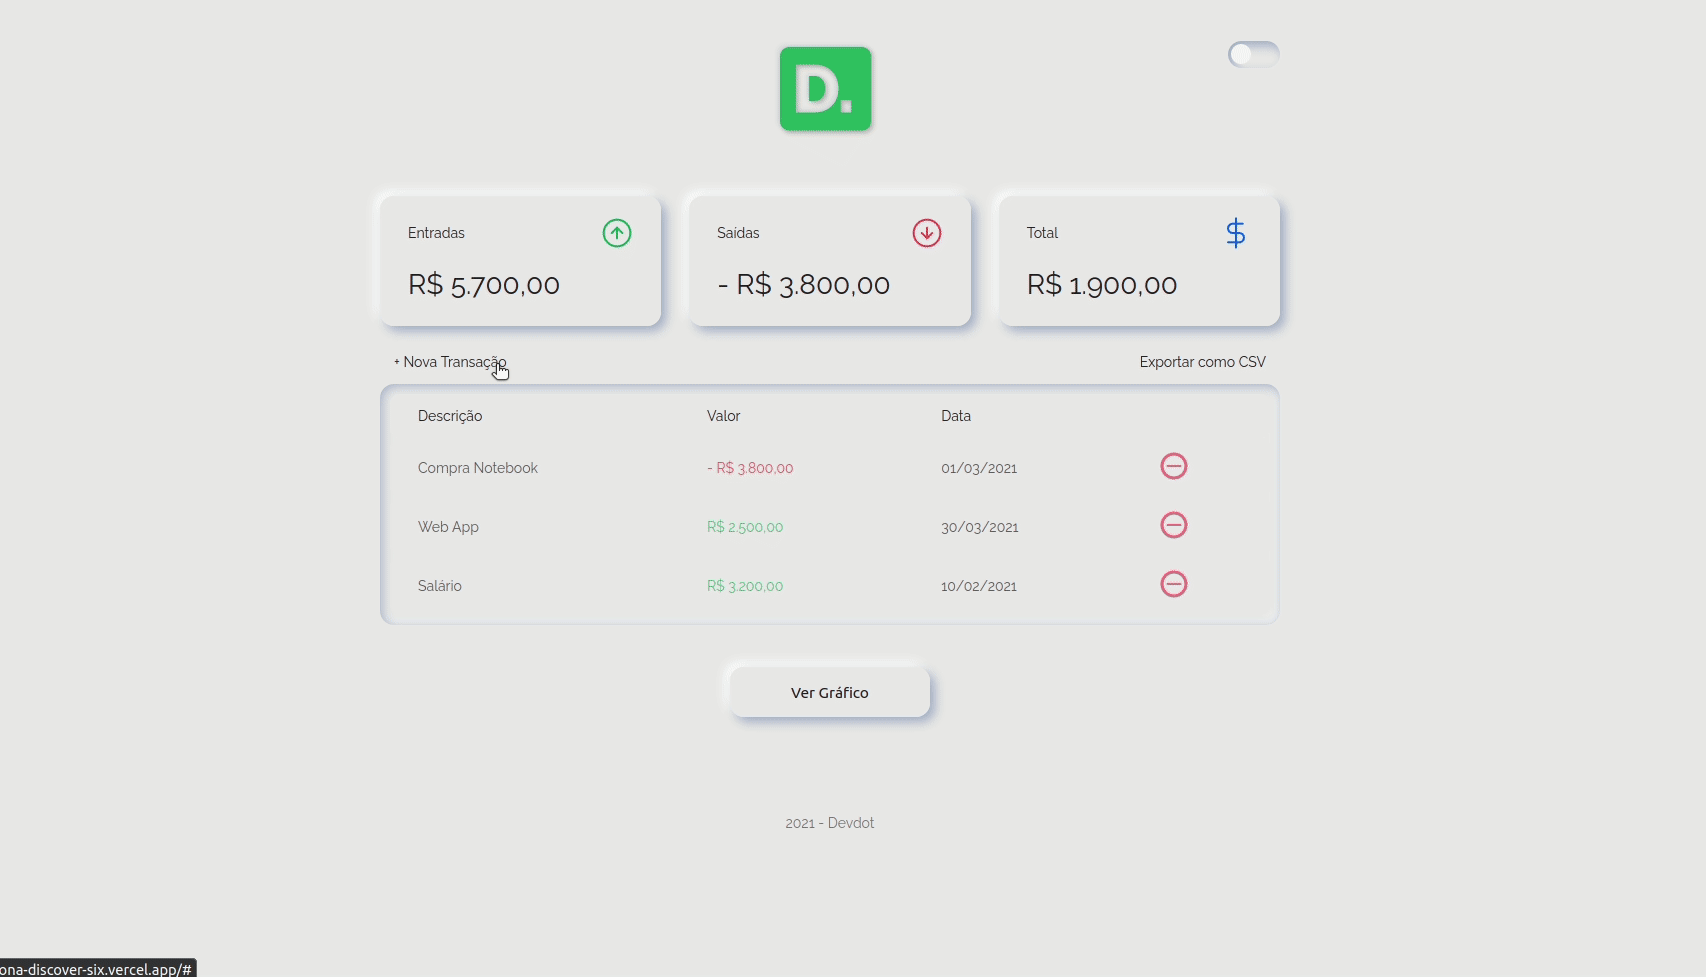 D.
Entradas
R$ 5.700,00
Saídas
- R$ 3.800,00
Total
R$ 1.900,00
+ Nova Transação
Exportar como CSV
Descrição Valor Data
Compra Notebook - R$ 3.800,00 01/03/2021
Web App R$ 2.500,00 30/03/2021
Salário R$ 3.200,00 10/02/2021
Ver Gráfico
2021 - Devdot
ona-discover-six.vercel.app/#